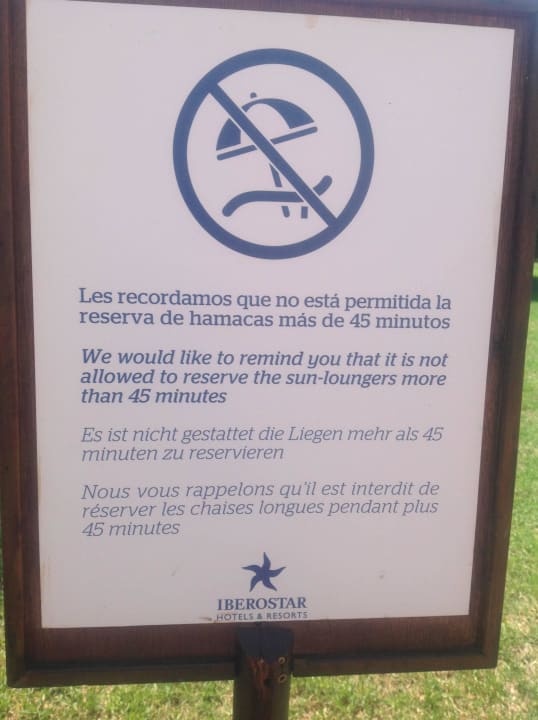 Les recordamos que no está permitida la
reserva de hamacas más de 45 minutos
We would like to remind you that it is not
allowed to reserve the sun-loungers more
than 45 minutes
Es ist nicht gestattet die Liegen mehr als 45
minuten zu reservieren
Nous vous rappelons qu'il est interdit de
réserver les chaises longues pendant plus
45 minutes
IBEROSTAR
HOTELS & RESORTS